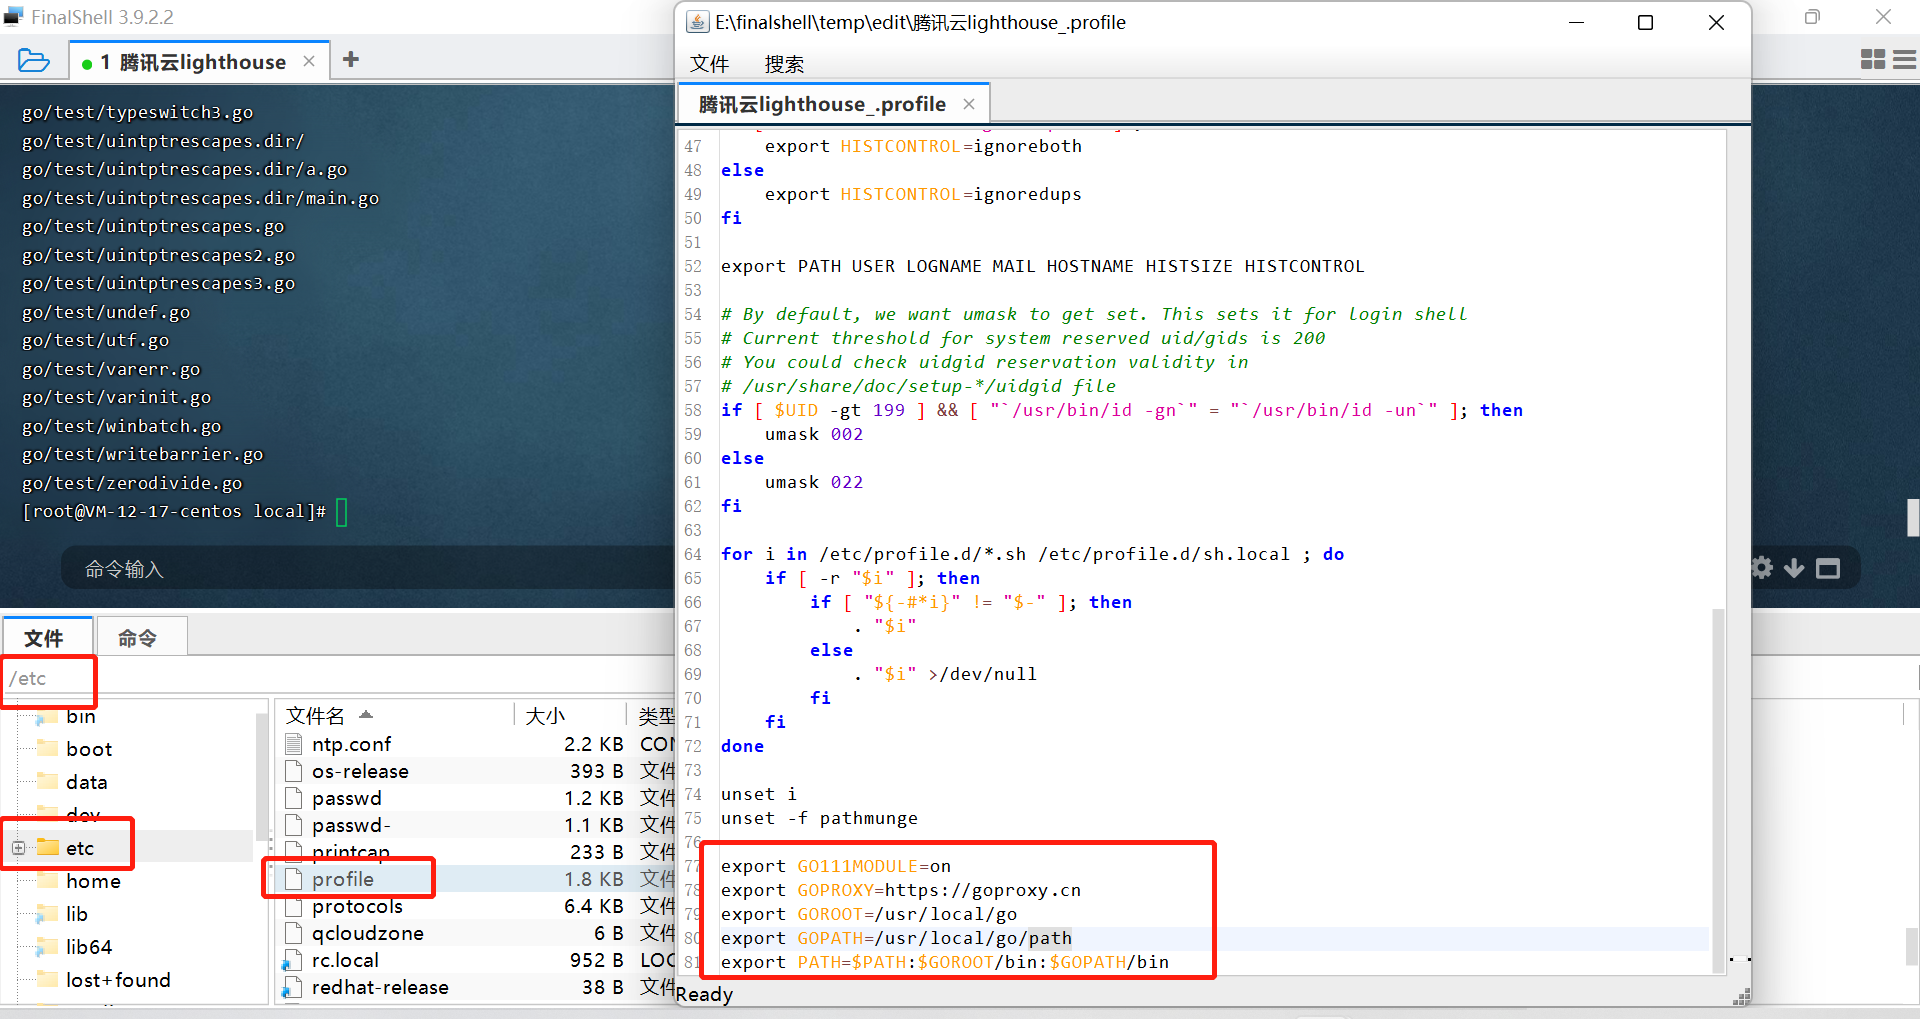 FinalShell 3.9.2.2
1 腾讯云lighthouse
go/test/typeswitch3.go
go/test/uintptrescapes.dir/
go/test/uintptrescapes.dir/a.go
go/test/uintptrescapes.dir/main.go
go/test/uintptrescapes.go
go/test/uintptrescapes2.go
go/test/uintptrescapes3.go
go/test/undef.go
go/test/utf.go
go/test/varerr.go
go/test/varinit.go
go/test/winbatch.go
go/test/writebarrier.go
go/test/zerodivide.go
[root@VM-12-17-centos local]#
命令输入
文件 命令
/etc
bin
boot
data
dev
etc
home
lib
lib64
lost+found
文件名 大小 类型
ntp.conf 2.2 KB CON
os-release 393 B 文件
passwd 1.2 KB 文件
passwd- 1.1 KB 文件
printcap 233 B 文件
profile 1.8 KB 文件
protocols 6.4 KB 文件
qcloudzone 6 B 文件
rc.local 952 B LOC
redhat-release 38 B 文件
E:\finalshell\temp\edit\腾讯云lighthouse_.profile
文件 搜索
腾讯云lighthouse_.profile
47 export HISTCONTROL=ignoreboth
48 else
49 export HISTCONTROL=ignoredups
50 fi
51
52 export PATH USER LOGNAME MAIL HOSTNAME HISTSIZE HISTCONTROL
53
54 # By default, we want umask to get set. This sets it for login shell
55 # Current threshold for system reserved uid/gids is 200
56 # You could check uidgid reservation validity in
57 # /usr/share/doc/setup-*/uidgid file
58 if [ $UID -gt 199 ] && [ "`/usr/bin/id -gn`" = "`/usr/bin/id -un`" ]; then
59 umask 002
60 else
61 umask 022
62 fi
63
64 for i in /etc/profile.d/*.sh /etc/profile.d/sh.local ; do
65 if [ -r "$i" ]; then
66 if [ "${-#*i}" != "$-" ]; then
67 . "$i"
68 else
69 . "$i" >/dev/null
70 fi
71 fi
72 done
73
74 unset i
75 unset -f pathmunge
76
77 export GO111MODULE=on
78 export GOPROXY=https://goproxy.cn
79 export GOROOT=/usr/local/go
80 export GOPATH=/usr/local/go/path
81 export PATH=$PATH:$GOROOT/bin:$GOPATH/bin
Ready